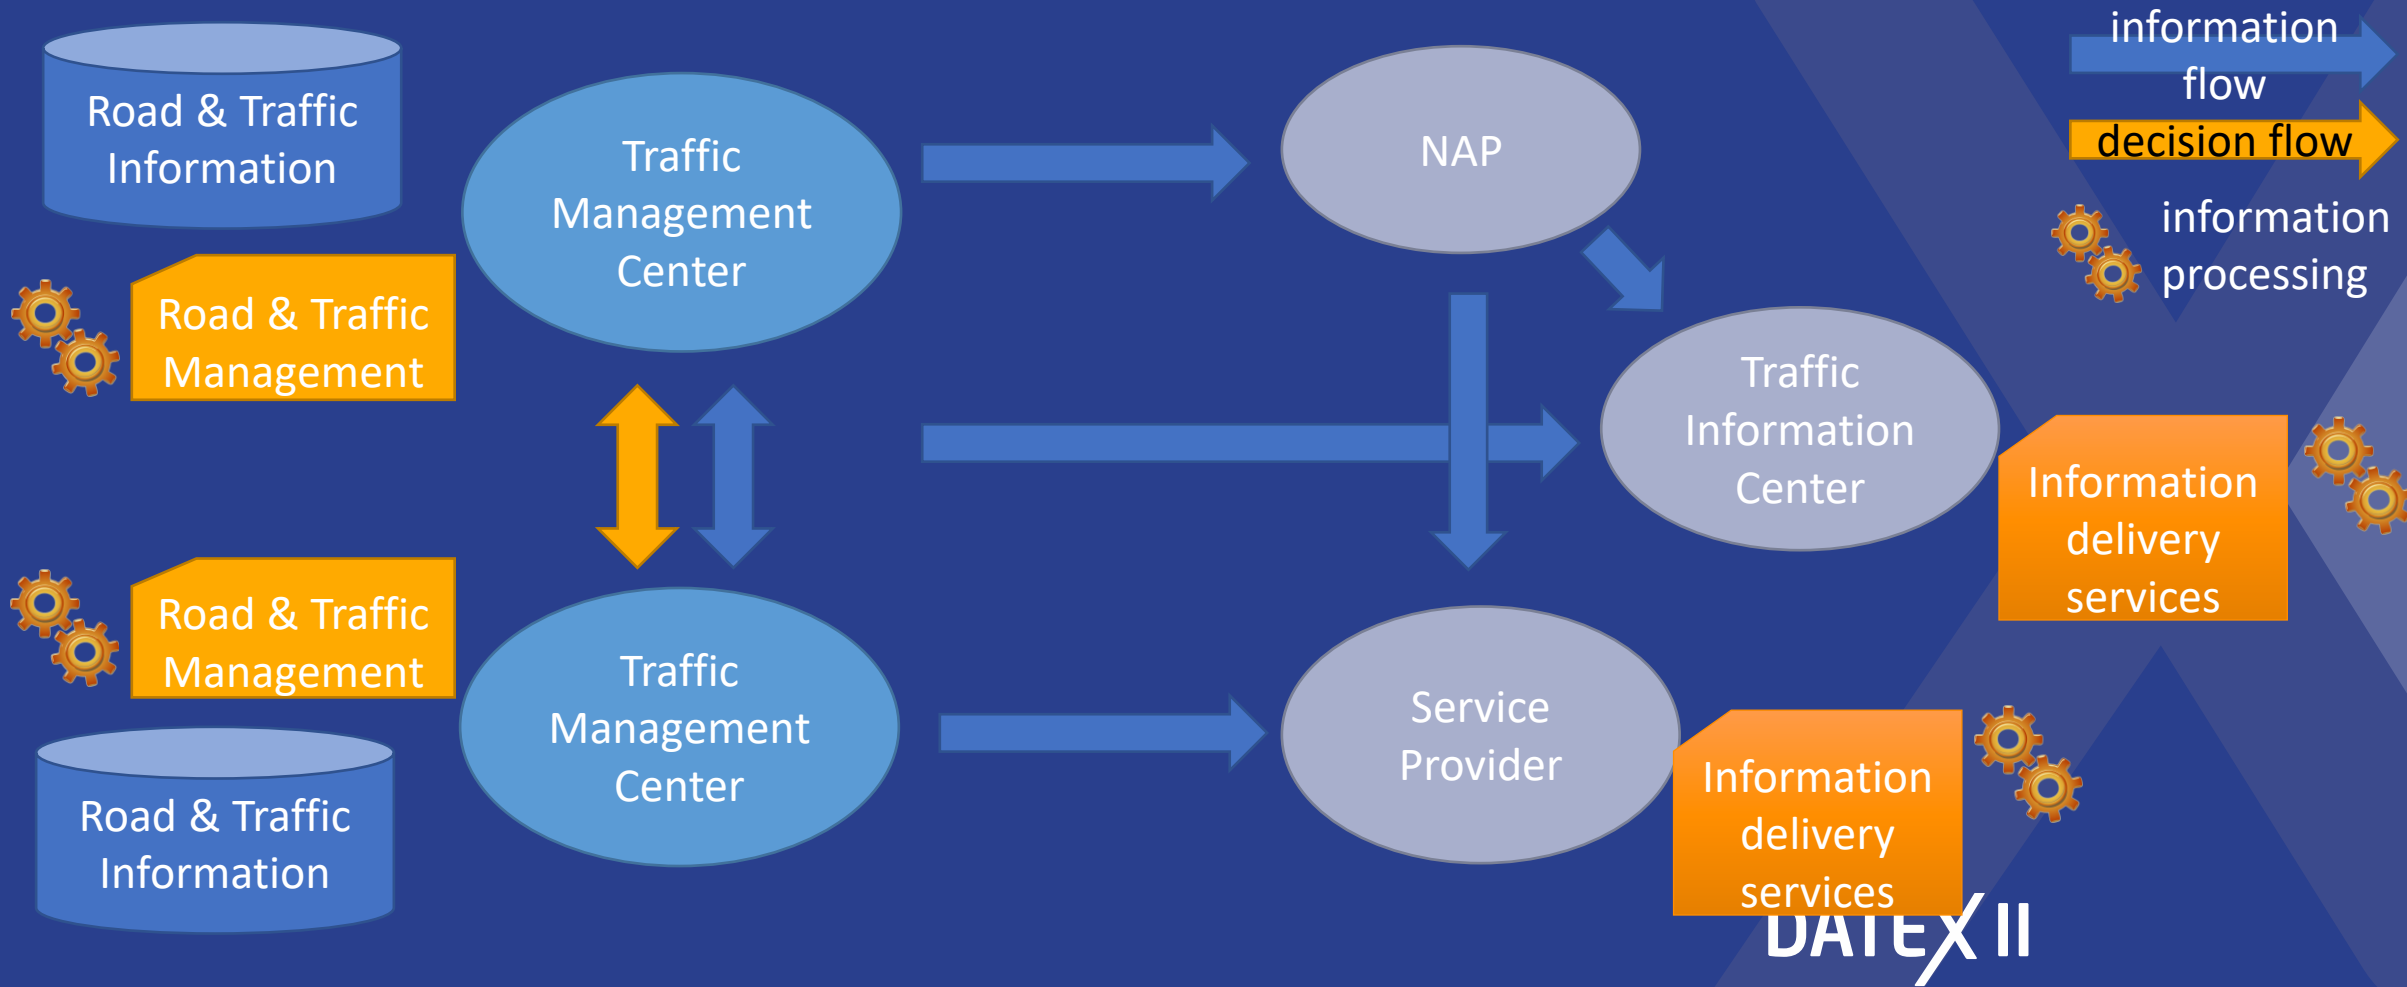 Road & Traffic
Information
Traffic
Management
Center
NAP
information
flow
decision flow
information
processing
Road & Traffic
Management
Traffic
Information
Center
Information
delivery
services
Road & Traffic
Management
Traffic
Management
Center
Service
Provider
Information
delivery
services
Road & Traffic
Information
DATEX II